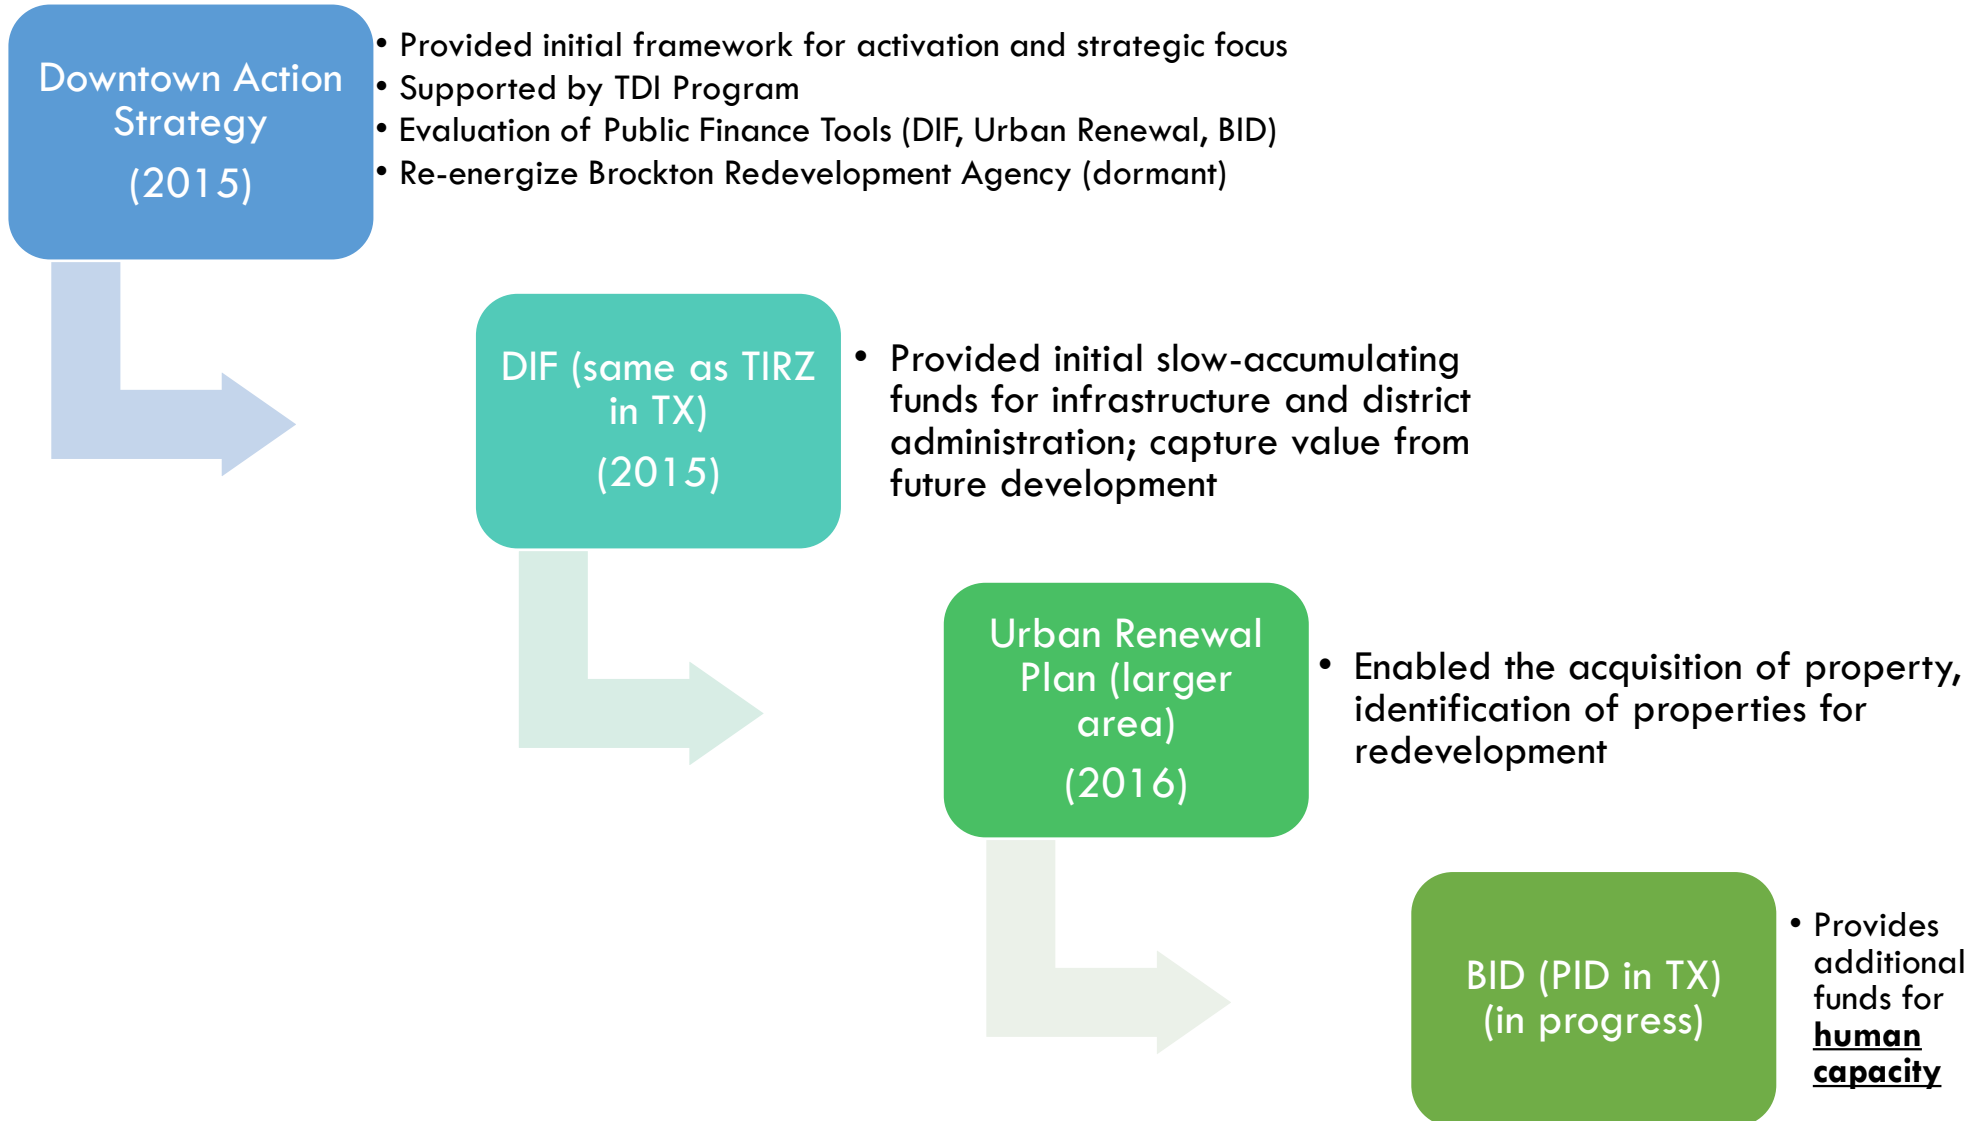 Downtown Action
Strategy
(2015)
• Provided initial framework for activation and strategic focus
• Supported by TDI Program
• Evaluation of Public Finance Tools (DIF, Urban Renewal, BID)
• Re-energize Brockton Redevelopment Agency (dormant)
DIF (same as TIRZ
in TX)
(2015)
• Provided initial slow-accumulating
funds for infrastructure and district
administration; capture value from
future development
Urban Renewal
Plan (larger
area)
(2016)
• Enabled the acquisition of property,
identification of properties for
redevelopment
BID (PID in TX)
(in progress)
• Provides
additional
funds for
human
capacity